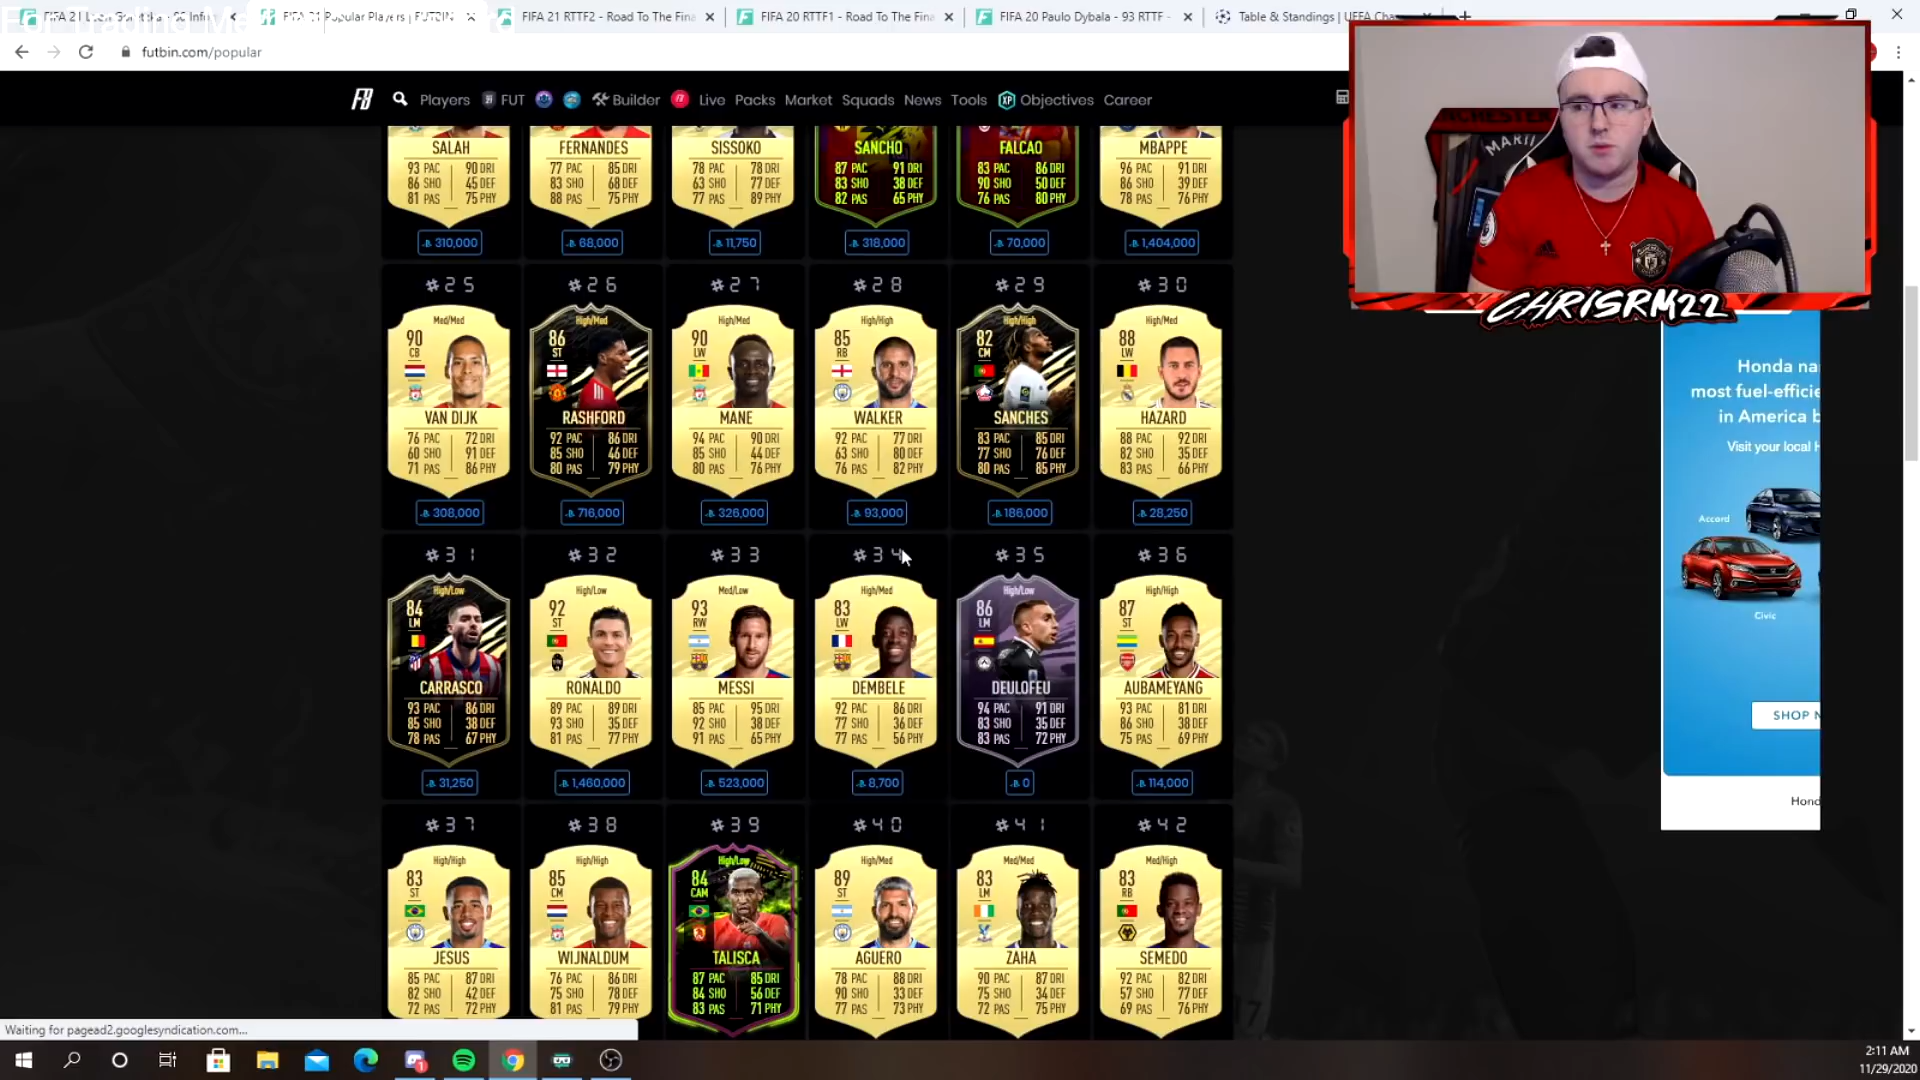 FIFA 21 Popular Players | FUTBIN
FIFA 21 RTTF2 - Road To The Fina
FIFA 20 RTTF1 - Road To The Fina
FIFA 20 Paulo Dybala - 93 RTTF -
Table & Standings | UEFA Cha
futbin.com/popular
FB Players FUT Builder Live Packs Market Squads News Tools XP Objectives Career
SALAH FERNANDES SISSOKO SANCHO FALCAO MBAPPE
93 PAC 90 DRI 77 PAC 85 DRI 78 PAC 78 DRI 87 PAC 91 DRI 83 PAC 86 DRI 96 PAC 91 DRI
86 SHO 45 DEF 83 SHO 68 DEF 63 SHO 77 DEF 83 SHO 38 DEF 90 SHO 50 DEF 86 SHO 39 DEF
81 PAS 75 PHY 88 PAS 75 PHY 77 PAS 89 PHY 82 PAS 65 PHY 76 PAS 80 PHY 78 PAS 76 PHY
310,000 68,000 11,750 318,000 70,000 1,404,000
#25 #26 #27 #28 #29 #30
Med/Med High/Med High/Med High/High High/High High/Med
90 86 90 85 82 88
CB ST LW RB CM LW
VAN DIJK RASHFORD MANE WALKER SANCHES HAZARD
76 PAC 72 DRI 92 PAC 86 DRI 94 PAC 90 DRI 92 PAC 77 DRI 83 PAC 85 DRI 88 PAC 92 DRI
60 SHO 91 DEF 85 SHO 46 DEF 85 SHO 44 DEF 63 SHO 80 DEF 77 SHO 76 DEF 82 SHO 35 DEF
71 PAS 86 PHY 80 PAS 79 PHY 80 PAS 76 PHY 76 PAS 82 PHY 80 PAS 85 PHY 83 PAS 66 PHY
308,000 716,000 326,000 93,000 186,000 28,250
#31 #32 #33 #34 #35 #36
High/Low High/Low Med/Low High/Med High/Low High/High
84 92 93 83 86 87
LM ST RW LW LM ST
CARRASCO RONALDO MESSI DEMBELE DEULOFEU AUBAMEYANG
93 PAC 86 DRI 89 PAC 89 DRI 85 PAC 95 DRI 92 PAC 86 DRI 94 PAC 91 DRI 93 PAC 81 DRI
85 SHO 38 DEF 93 SHO 35 DEF 92 SHO 38 DEF 77 SHO 36 DEF 83 SHO 35 DEF 86 SHO 38 DEF
78 PAS 67 PHY 81 PAS 77 PHY 91 PAS 65 PHY 77 PAS 56 PHY 83 PAS 72 PHY 75 PAS 69 PHY
31,250 1,460,000 523,000 8,700 0 114,000
#37 #38 #39 #40 #41 #42
High/High High/High High/Low High/Med Med/Med Med/High
83 85 84 89 83 83
ST CM CAM ST LM RB
JESUS WIJNALDUM TALISCA AGUERO ZAHA SEMEDO
85 PAC 87 DRI 76 PAC 86 DRI 87 PAC 85 DRI 78 PAC 88 DRI 90 PAC 87 DRI 92 PAC 82 DRI
82 SHO 42 DEF 75 SHO 78 DEF 84 SHO 56 DEF 90 SHO 33 DEF 75 SHO 34 DEF 57 SHO 77 DEF
72 PAS 72 PHY 81 PAS 79 PHY 83 PAS 71 PHY 77 PAS 73 PHY 72 PAS 75 PHY 69 PAS 76 PHY
CHRISRM22
Honda na
most fuel-efficie
in America b
Visit your local H
Accord
Civic
SHOP N
Hond
Waiting for pagead2.googlesyndication.com...
2:11 AM
11/29/2020